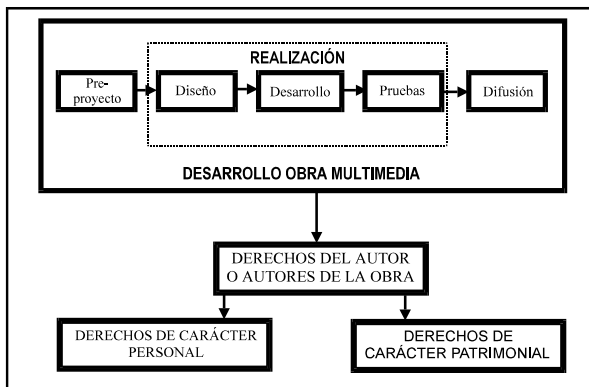 REALIZACIÓN
Pre-
proyecto
Diseño
Desarrollo
Pruebas
Difusión
DESARROLLO OBRA MULTIMEDIA
DERECHOS DEL AUTOR
O AUTORES DE LA OBRA
DERECHOS DE CARÁCTER
PERSONAL
DERECHOS DE
CARÁCTER PATRIMONIAL